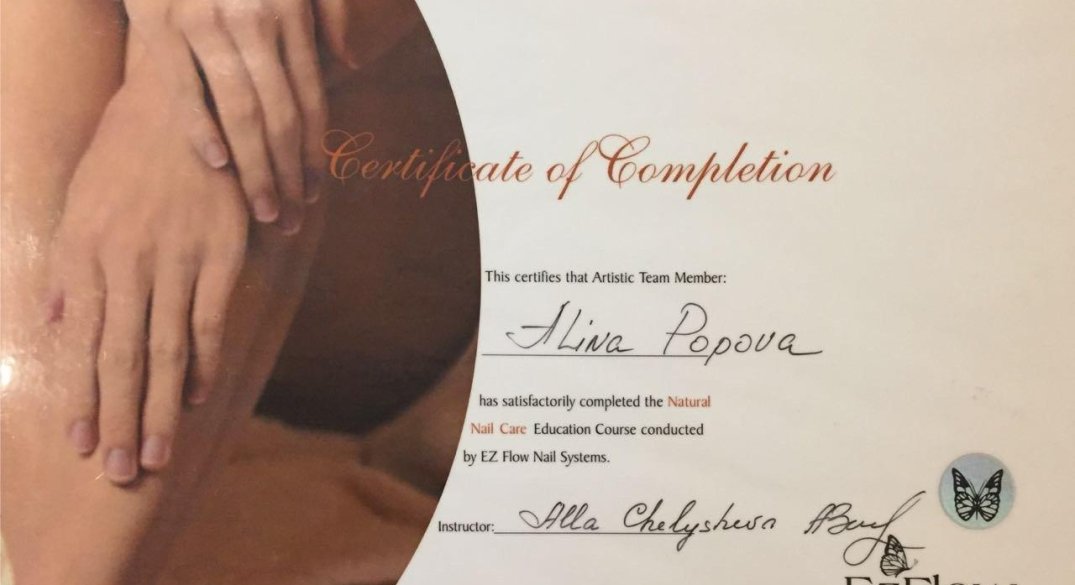 Certificate of Completion
This certifies that Artistic Team Member:
Alina Popova
has satisfactorily completed the Natural
Nail Care Education Course conducted
by EZ Flow Nail Systems.
Instructor: Alla Chelysheva
EzFlow